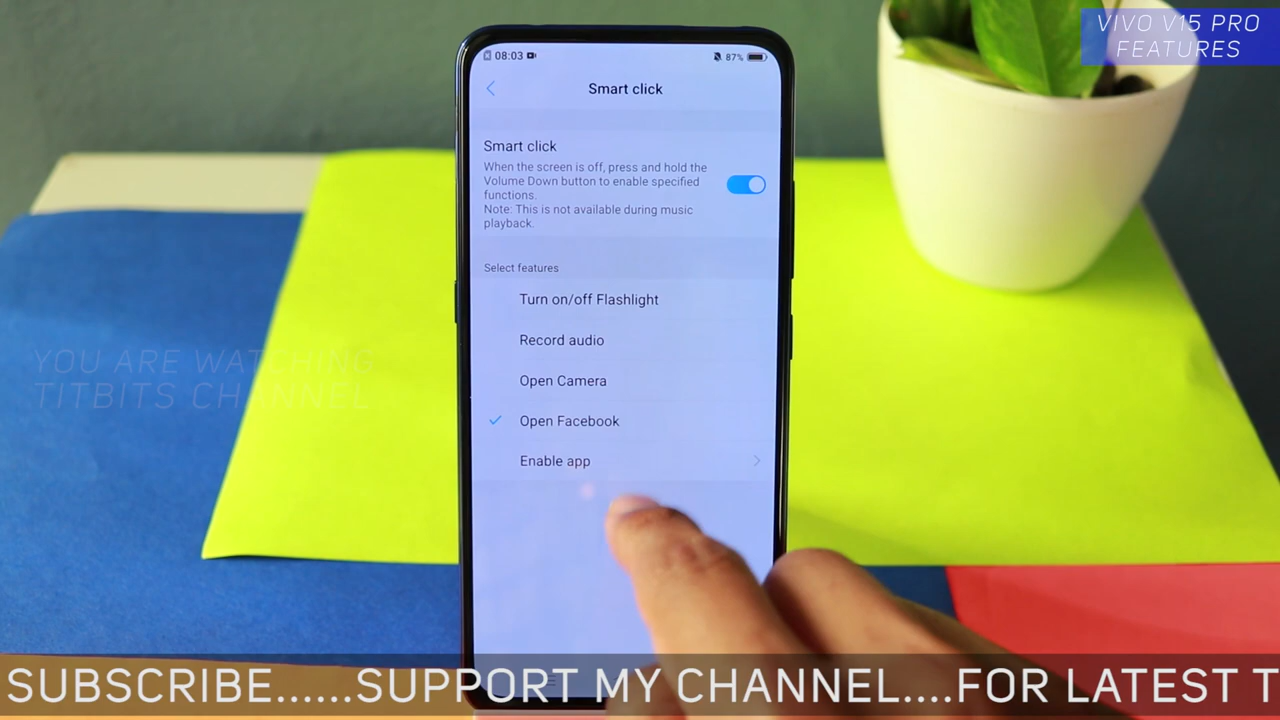 VIVO V15 PRO
FEATURES
08:03
87%
Smart click
Smart click
When the screen is off, press and hold the
Volume Down button to enable specified
functions.
Note: This is not available during music
playback.
Select features
Turn on/off Flashlight
Record audio
Open Camera
Open Facebook
Enable app
YOU ARE WATCHING
TITBITS CHANNEL
SUBSCRIBE......SUPPORT MY CHANNEL....FOR LATEST T